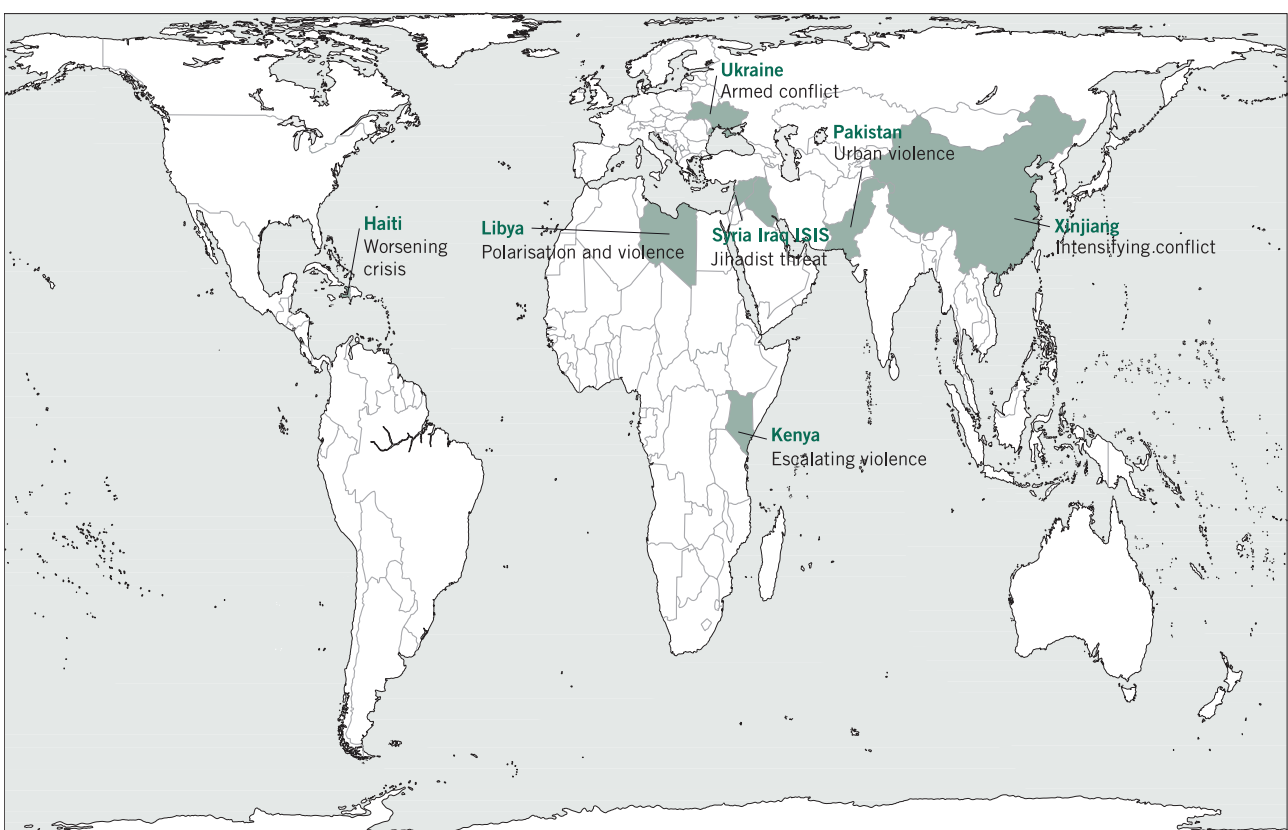 Ukraine
Armed conflict
Pakistan
Urban violence
Haiti
Worsening
crisis
Libya
Polarisation and violence
Syria Iraq ISIS
Jihadist threat
Xinjiang
Intensifying conflict
Kenya
Escalating violence